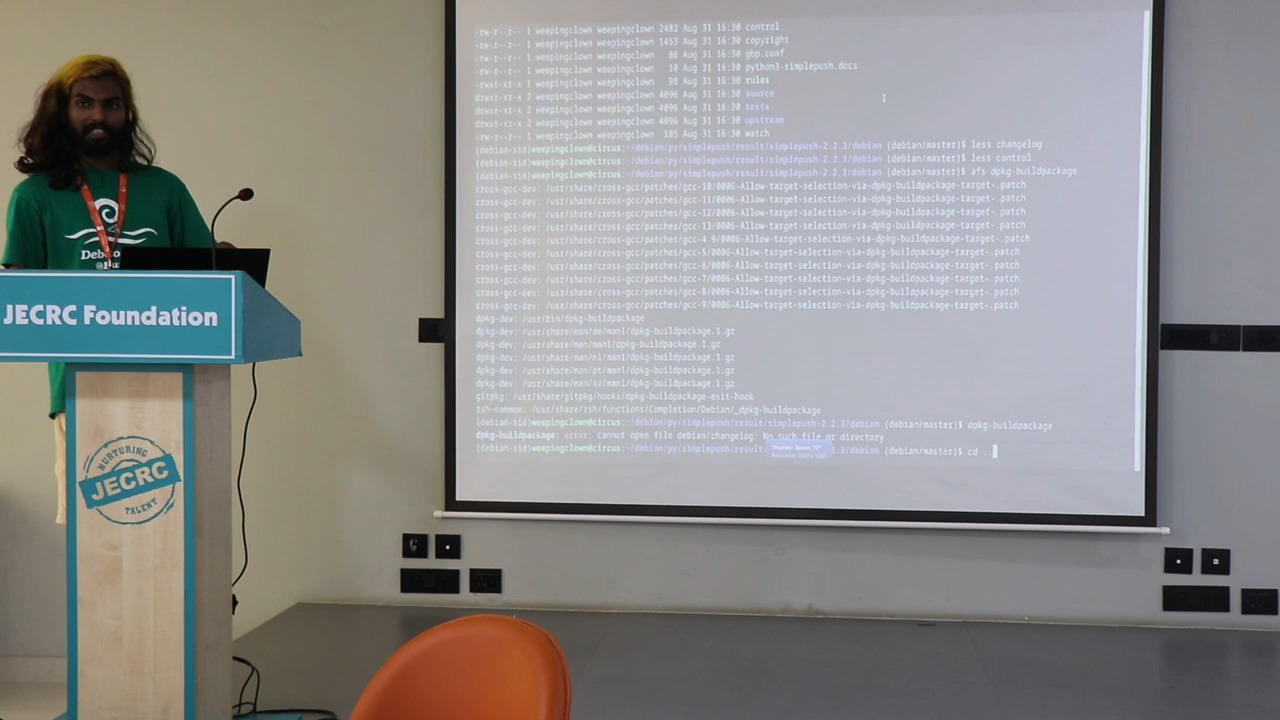 -rw-r--r-- 1 weepingclown weepingclown 2482 Aug 31 16:30 control
-rw-r--r-- 1 weepingclown weepingclown 1453 Aug 31 16:30 copyright
-rw-r--r-- 1 weepingclown weepingclown 86 Aug 31 16:30 gbp.conf
-rw-r--r-- 1 weepingclown weepingclown 10 Aug 31 16:30 python3-simplepush.docs
-rwxr-xr-x 1 weepingclown weepingclown 98 Aug 31 16:30 rules
drwxr-xr-x 2 weepingclown weepingclown 4096 Aug 31 16:30 source
drwxr-xr-x 2 weepingclown weepingclown 4096 Aug 31 16:30 tests
drwxr-xr-x 2 weepingclown weepingclown 4096 Aug 31 16:30 upstream
-rw-r--r-- 1 weepingclown weepingclown 185 Aug 31 16:30 watch
(debian-sid)weepingclown@circus:~/debian/py/simplepush/result/simplepush-2.2.3/debian (debian/master)$ less changelog
(debian-sid)weepingclown@circus:~/debian/py/simplepush/result/simplepush-2.2.3/debian (debian/master)$ less control
(debian-sid)weepingclown@circus:~/debian/py/simplepush/result/simplepush-2.2.3/debian (debian/master)$ afs dpkg-buildpackage
cross-gcc-dev: /usr/share/cross-gcc/patches/gcc-10/0006-Allow-target-selection-via-dpkg-buildpackage-target-.patch
cross-gcc-dev: /usr/share/cross-gcc/patches/gcc-11/0006-Allow-target-selection-via-dpkg-buildpackage-target-.patch
cross-gcc-dev: /usr/share/cross-gcc/patches/gcc-12/0006-Allow-target-selection-via-dpkg-buildpackage-target-.patch
cross-gcc-dev: /usr/share/cross-gcc/patches/gcc-13/0006-Allow-target-selection-via-dpkg-buildpackage-target-.patch
cross-gcc-dev: /usr/share/cross-gcc/patches/gcc-4.9/0006-Allow-target-selection-via-dpkg-buildpackage-target-.patch
cross-gcc-dev: /usr/share/cross-gcc/patches/gcc-5/0006-Allow-target-selection-via-dpkg-buildpackage-target-.patch
cross-gcc-dev: /usr/share/cross-gcc/patches/gcc-6/0006-Allow-target-selection-via-dpkg-buildpackage-target-.patch
cross-gcc-dev: /usr/share/cross-gcc/patches/gcc-7/0006-Allow-target-selection-via-dpkg-buildpackage-target-.patch
cross-gcc-dev: /usr/share/cross-gcc/patches/gcc-8/0006-Allow-target-selection-via-dpkg-buildpackage-target-.patch
cross-gcc-dev: /usr/share/cross-gcc/patches/gcc-9/0006-Allow-target-selection-via-dpkg-buildpackage-target-.patch
dpkg-dev: /usr/bin/dpkg-buildpackage
dpkg-dev: /usr/share/man/de/man1/dpkg-buildpackage.1.gz
dpkg-dev: /usr/share/man/man1/dpkg-buildpackage.1.gz
dpkg-dev: /usr/share/man/nl/man1/dpkg-buildpackage.1.gz
dpkg-dev: /usr/share/man/pt/man1/dpkg-buildpackage.1.gz
dpkg-dev: /usr/share/man/sv/man1/dpkg-buildpackage.1.gz
gitpkg: /usr/share/gitpkg/hooks/dpkg-buildpackage-exit-hook
zsh-common: /usr/share/zsh/functions/Completion/Debian/_dpkg-buildpackage
(debian-sid)weepingclown@circus:~/debian/py/simplepush/result/simplepush-2.2.3/debian (debian/master)$ dpkg-buildpackage
dpkg-buildpackage: error: cannot open file debian/changelog: No such file or directory
(debian-sid)weepingclown@circus:~/debian/py/simplepush/result/ 2.3/debian (debian/master)$ cd ..
JECRC Foundation
NURTURING
JECRC
TALENT